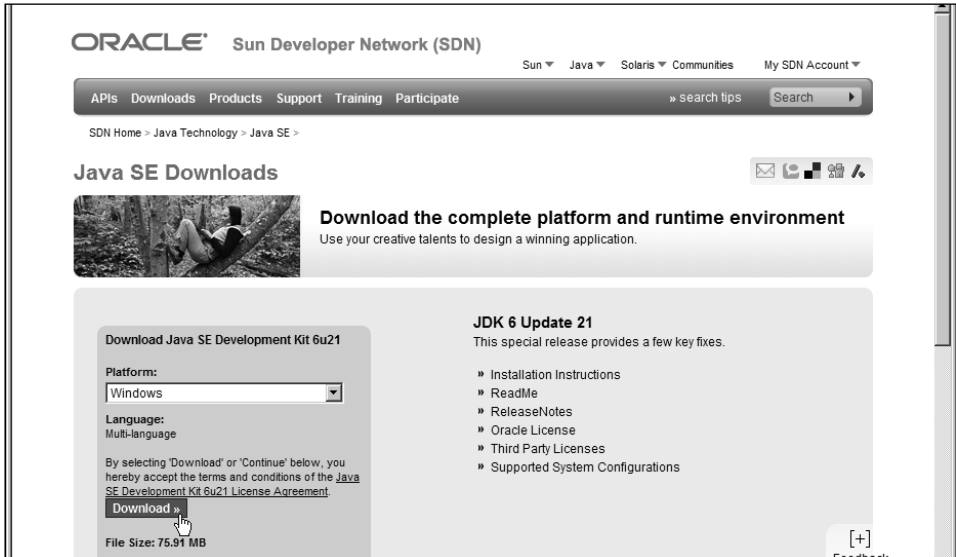 ORACLE Sun Developer Network (SDN)
Sun Java Solaris Communities My SDN Account
APIs Downloads Products Support Training Participate » search tips Search
SDN Home > Java Technology > Java SE >
Java SE Downloads
Download the complete platform and runtime environment
Use your creative talents to design a winning application.
Download Java SE Development Kit 6u21
Platform:
Windows
Language:
Multi-language
By selecting 'Download' or 'Continue' below, you
hereby accept the terms and conditions of the Java
SE Development Kit 6u21 License Agreement.
Download »
File Size: 75.91 MB
JDK 6 Update 21
This special release provides a few key fixes.
» Installation Instructions
» ReadMe
» ReleaseNotes
» Oracle License
» Third Party Licenses
» Supported System Configurations
[+]
Feedback